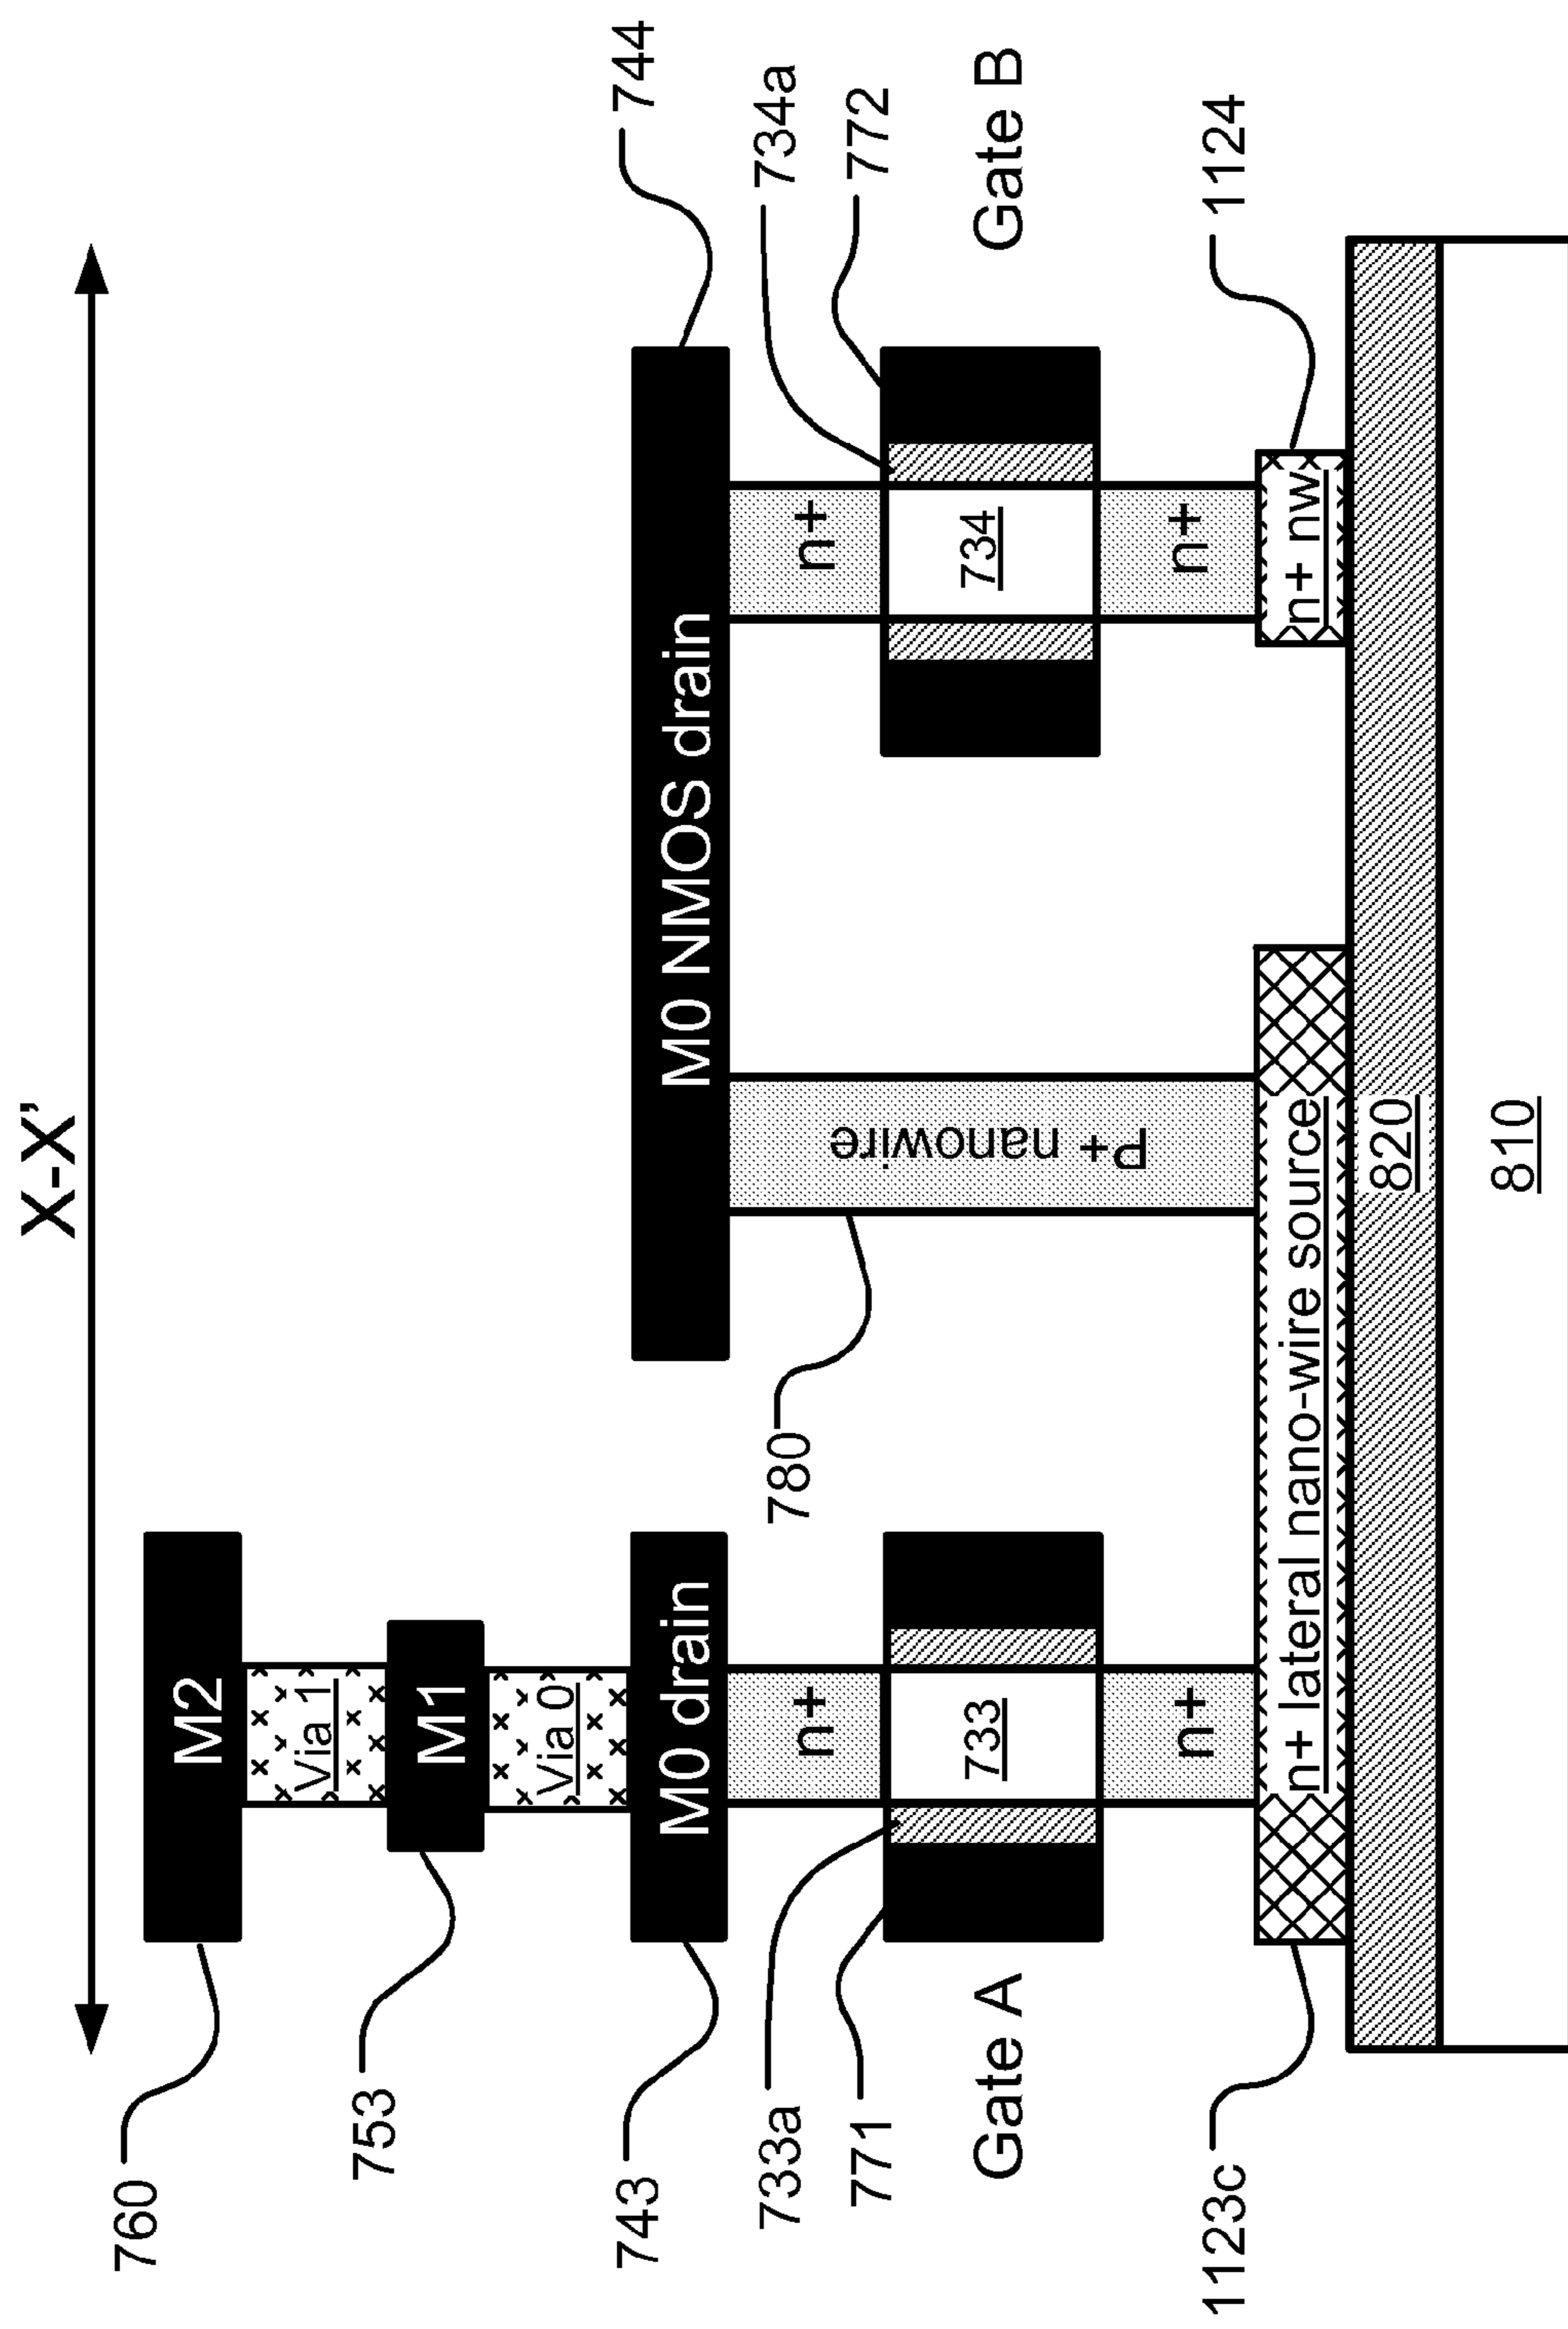 X-X'
760
M2
Via 1
753
M1
Via 0
743
M0 drain
M0 NMOS drain
744
733a
n+
780
P+ nanowire
n+
734a
771
772
Gate A
733
734
Gate B
n+
n+
1123c
n+ lateral nano-wire source
n+ nw
1124
820
810